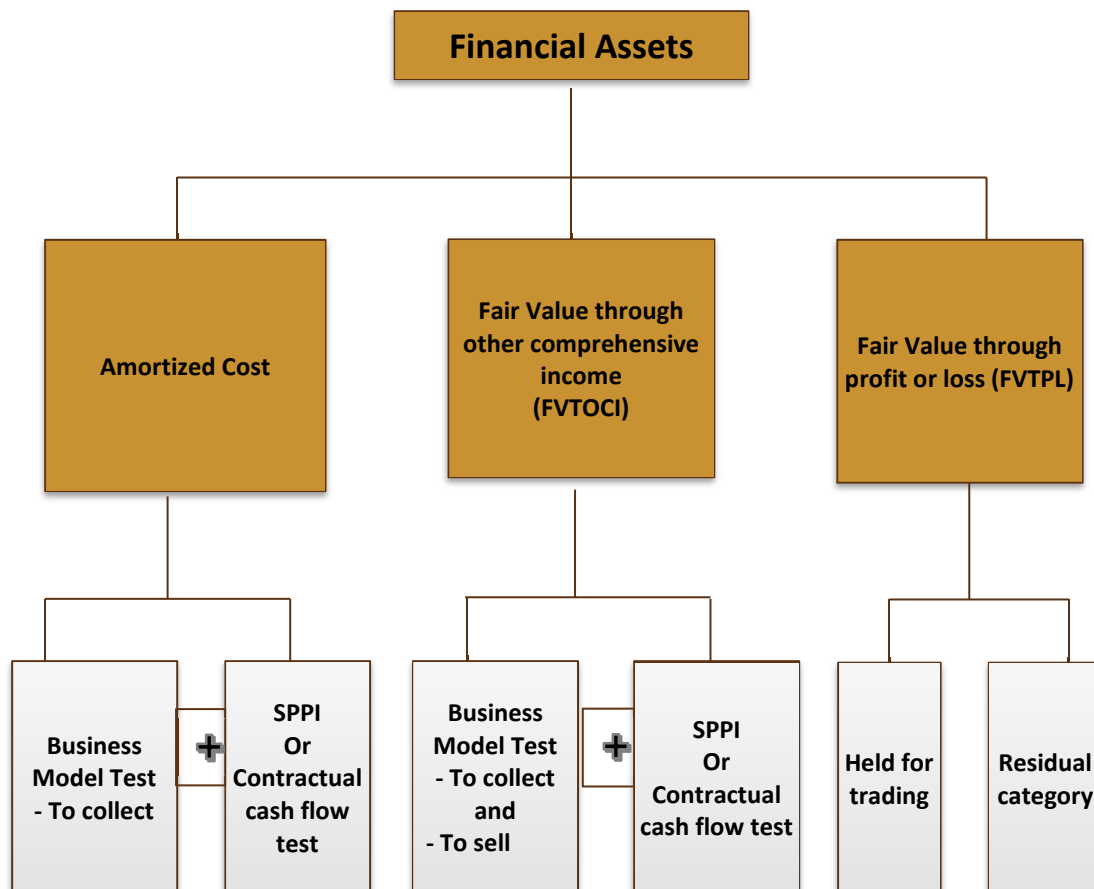 Financial Assets
Amortized Cost
Fair Value through
other comprehensive
income
(FVTOCI)
Fair Value through
profit or loss (FVTPL)
Business
Model Test
- To collect
+
SPPI
Or
Contractual
cash flow
test
Business
Model Test
- To collect
and
- To sell
+
SPPI
Or
Contractual
cash flow test
Held for
trading
Residual
category